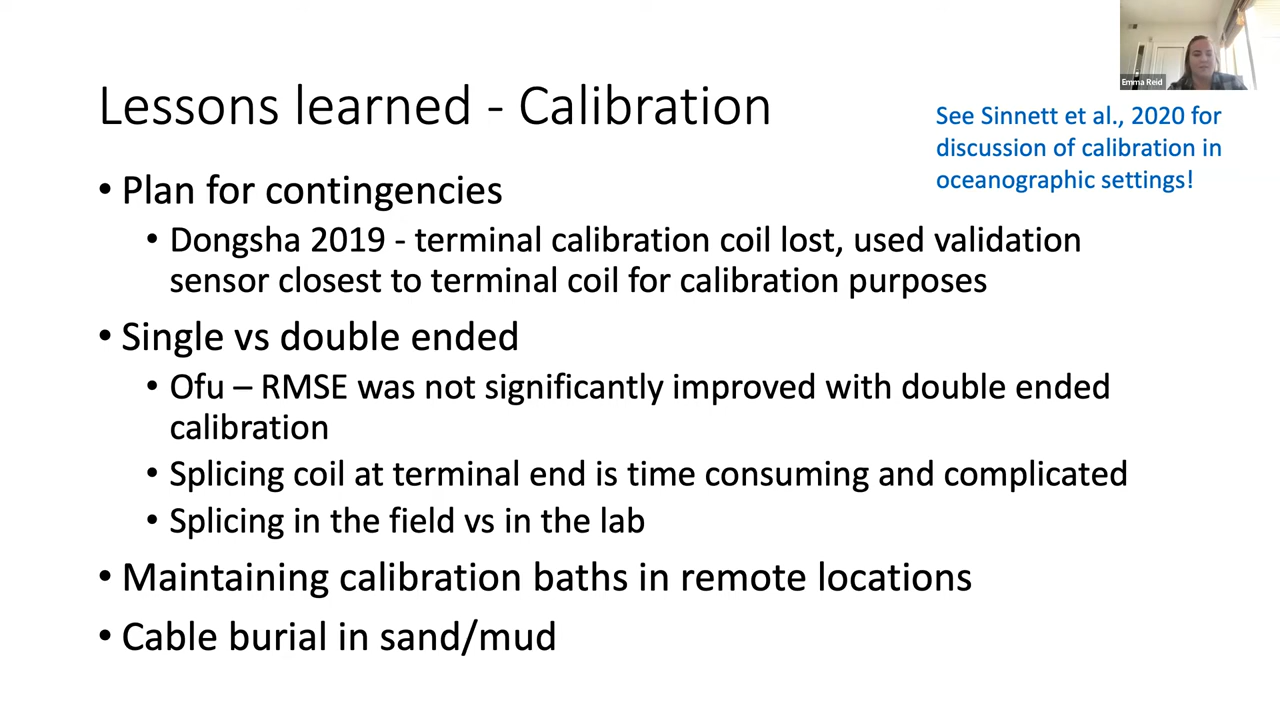 Emma Reid
Lessons learned - Calibration
See Sinnett et al., 2020 for
discussion of calibration in
oceanographic settings!
• Plan for contingencies
• Dongsha 2019 - terminal calibration coil lost, used validation
sensor closest to terminal coil for calibration purposes
• Single vs double ended
• Ofu – RMSE was not significantly improved with double ended
calibration
• Splicing coil at terminal end is time consuming and complicated
• Splicing in the field vs in the lab
• Maintaining calibration baths in remote locations
• Cable burial in sand/mud